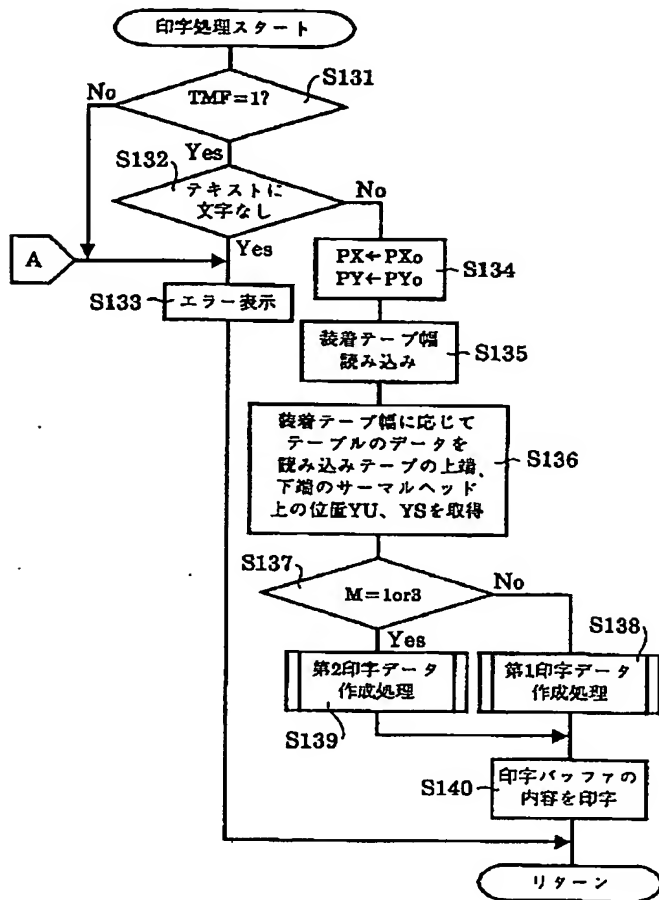 印字処理スタート
S131
No
TMF=1?
Yes
S132
テキストに
文字なし
No
Yes
A
PX←PXo
PY←PYo
S134
S133
エラー表示
装着テープ幅
読み込み
S135
装着テープ幅に応じて
テーブルのデータを
読み込みテープの上端、
下端のサーマルヘッド
上の位置YU、YSを取得
S136
S137
M=1or3
No
Yes
S138
第2印字データ
作成処理
第1印字データ
作成処理
S139
S140
印字バッファの
内容を印字
リターン